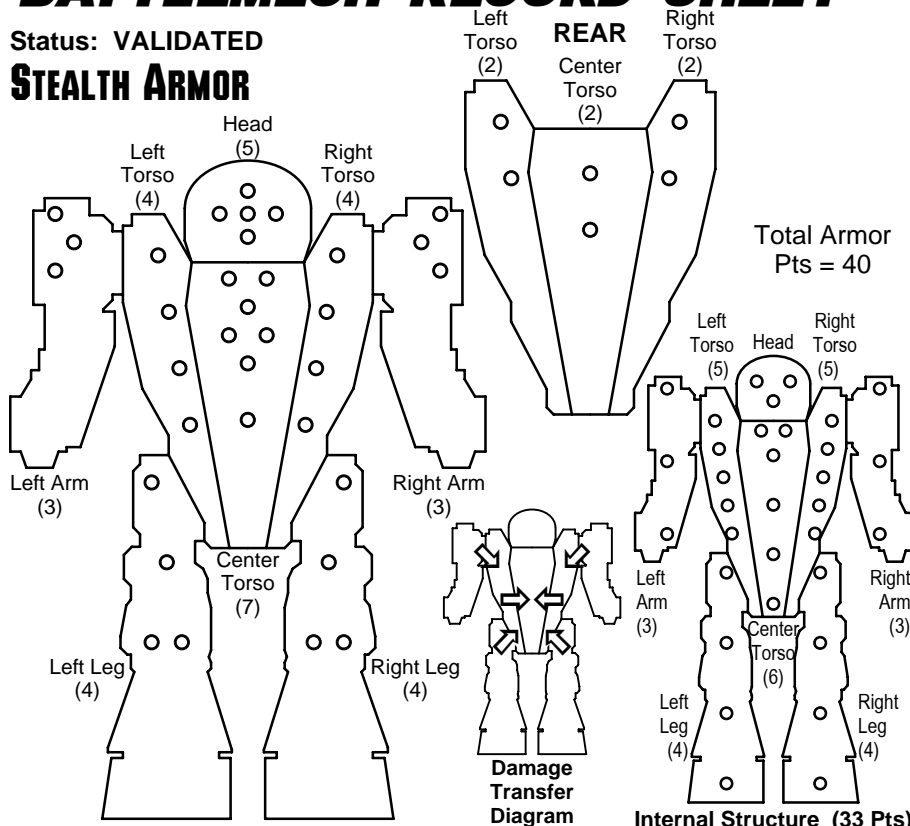 BATTLEMECH RECORD SHEET
Status: VALIDATED
STEALTH ARMOR
Head
(5)
Left
Torso
(4)
Right
Torso
(4)
Left Arm
(3)
Right Arm
(3)
Center
Torso
(7)
Left Leg
(4)
Right Leg
(4)
REAR
Left
Torso
(2)
Center
Torso
(2)
Right
Torso
(2)
Total Armor
Pts = 40
Damage
Transfer
Diagram
Left
Torso
(5)
Head
Right
Torso
(5)
Left
Arm
(3)
Right
Arm
(3)
Center
Torso
(6)
Left
Leg
(4)
Right
Leg
(4)
Internal Structure (33 Pts)